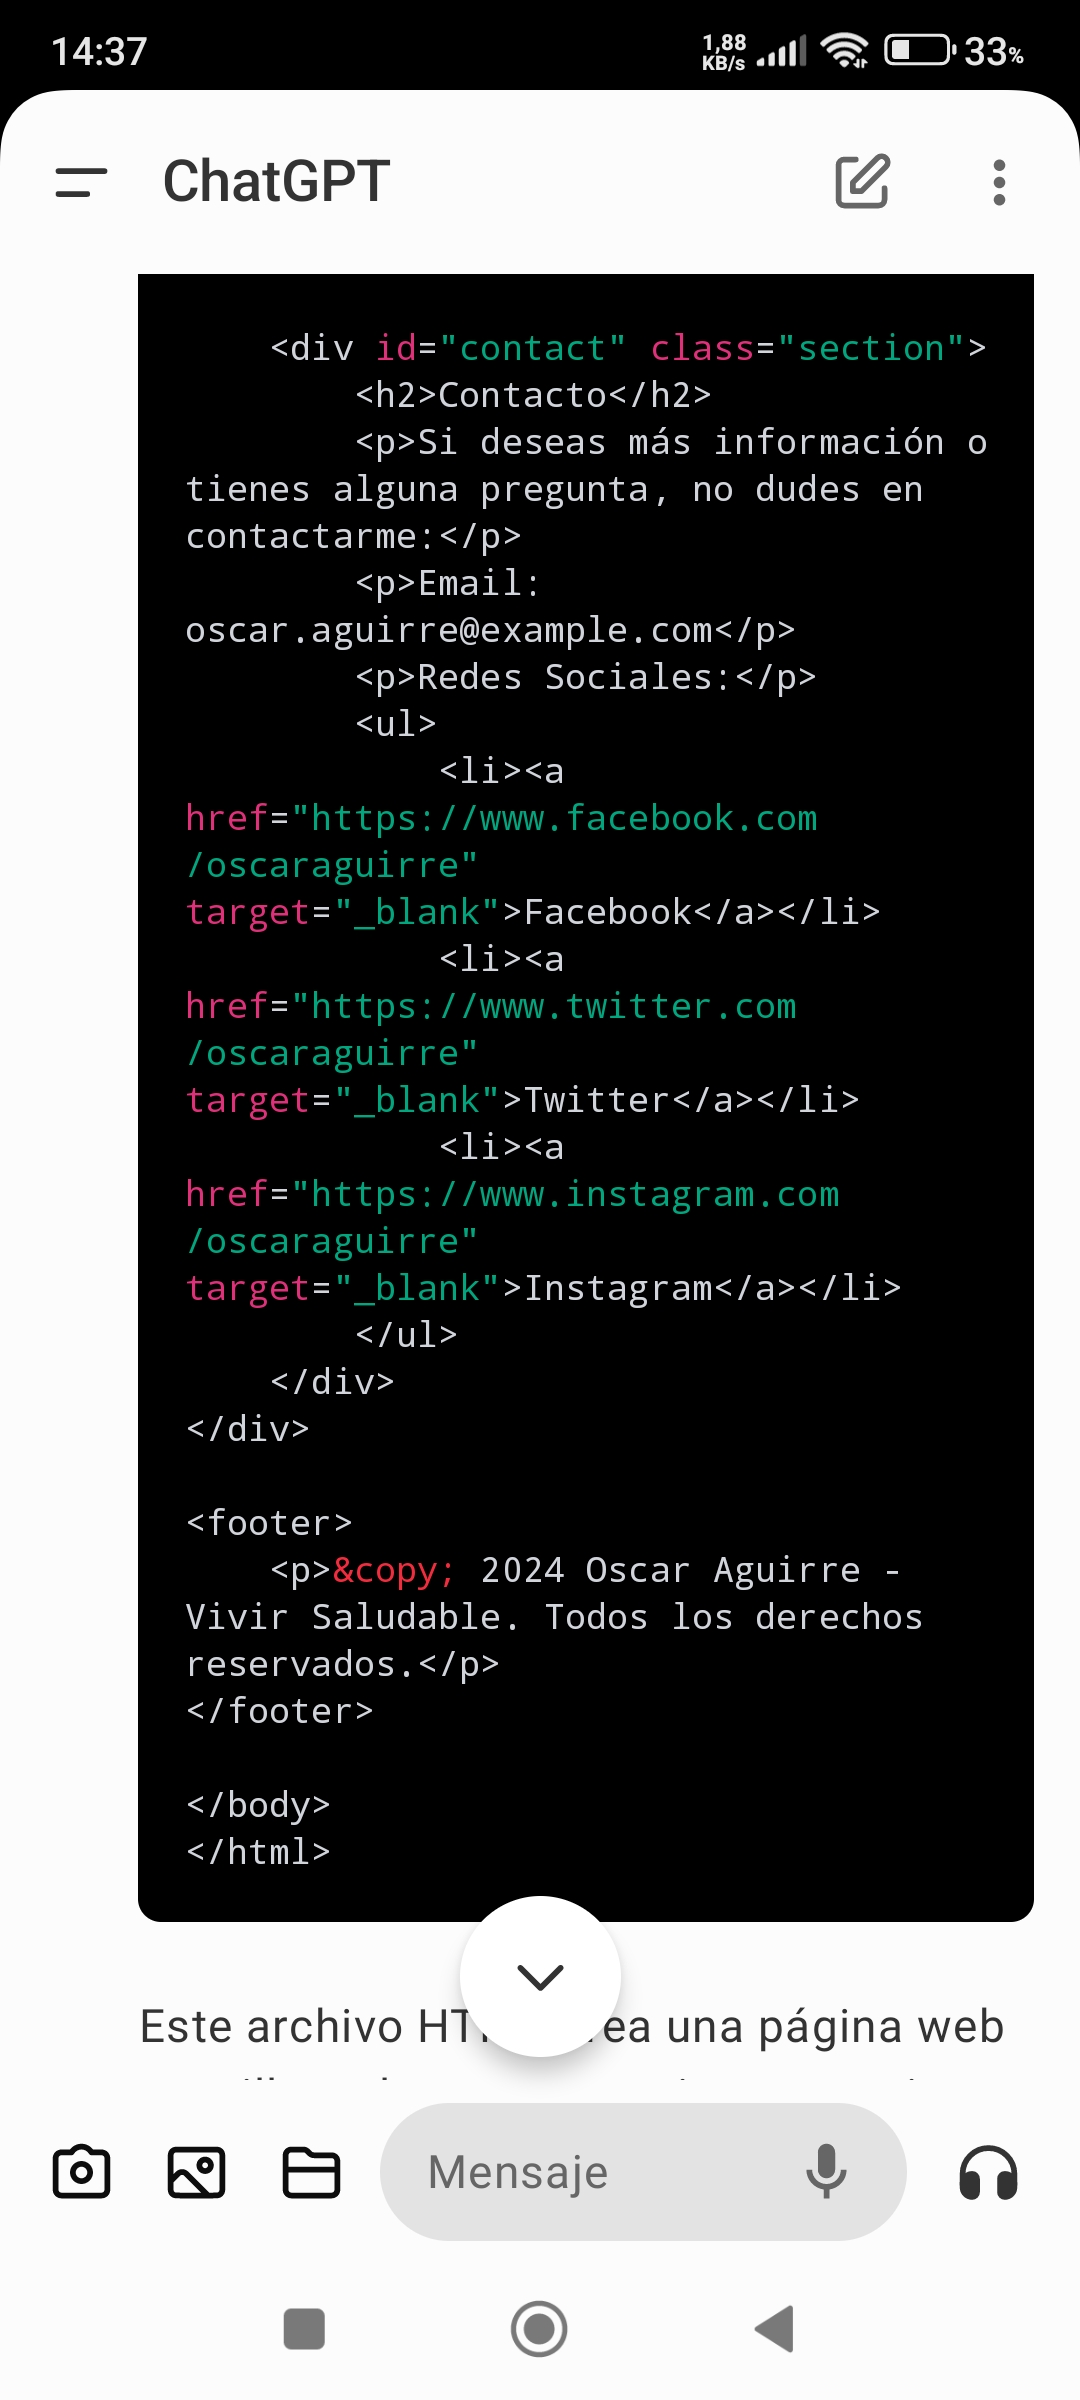 14:37
1,88
KB/s
33%
ChatGPT
<div id="contact" class="section">
<h2>Contacto</h2>
<p>Si deseas más información o
tienes alguna pregunta, no dudes en
contactarme:</p>
<p>Email:
oscar.aguirre@example.com</p>
<p>Redes Sociales:</p>
<ul>
<li><a
href="https://www.facebook.com
/oscaraguirre"
target="_blank">Facebook</a></li>
<li><a
href="https://www.twitter.com
/oscaraguirre"
target="_blank">Twitter</a></li>
<li><a
href="https://www.instagram.com
/oscaraguirre"
target="_blank">Instagram</a></li>
</ul>
</div>
</div>
<footer>
<p>&copy; 2024 Oscar Aguirre -
Vivir Saludable. Todos los derechos
reservados.</p>
</footer>
</body>
</html>
Este archivo una página web
Mensaje